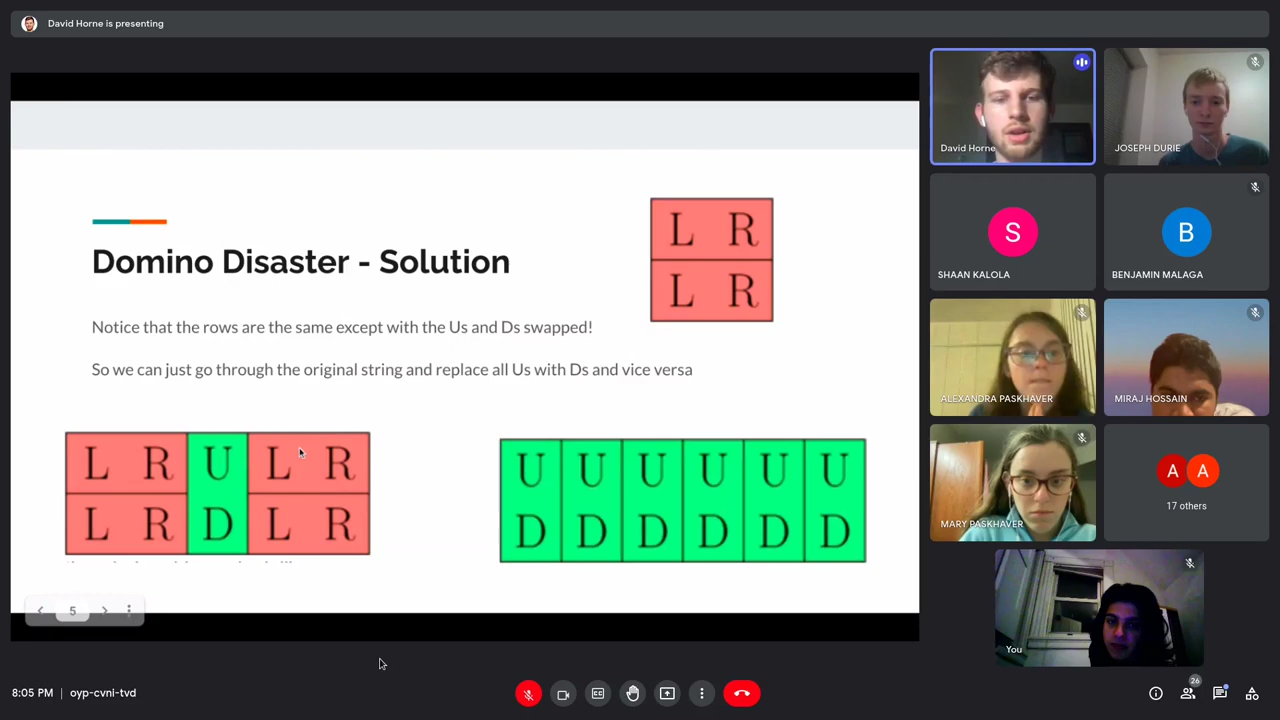 David Horne is presenting
Domino Disaster - Solution
Notice that the rows are the same except with the Us and Ds swapped!
So we can just go through the original string and replace all Us with Ds and vice versa
L R
L R
L R U L R
L R D L R
U U U U U U
D D D D D D
5
David Horne
JOSEPH DURIE
S
SHAAN KALOLA
B
BENJAMIN MALAGA
ALEXANDRA PASKHAVER
MIRAJ HOSSAIN
MARY PASKHAVER
A A
17 others
You
8:05 PM | oyp-cvni-tvd
26